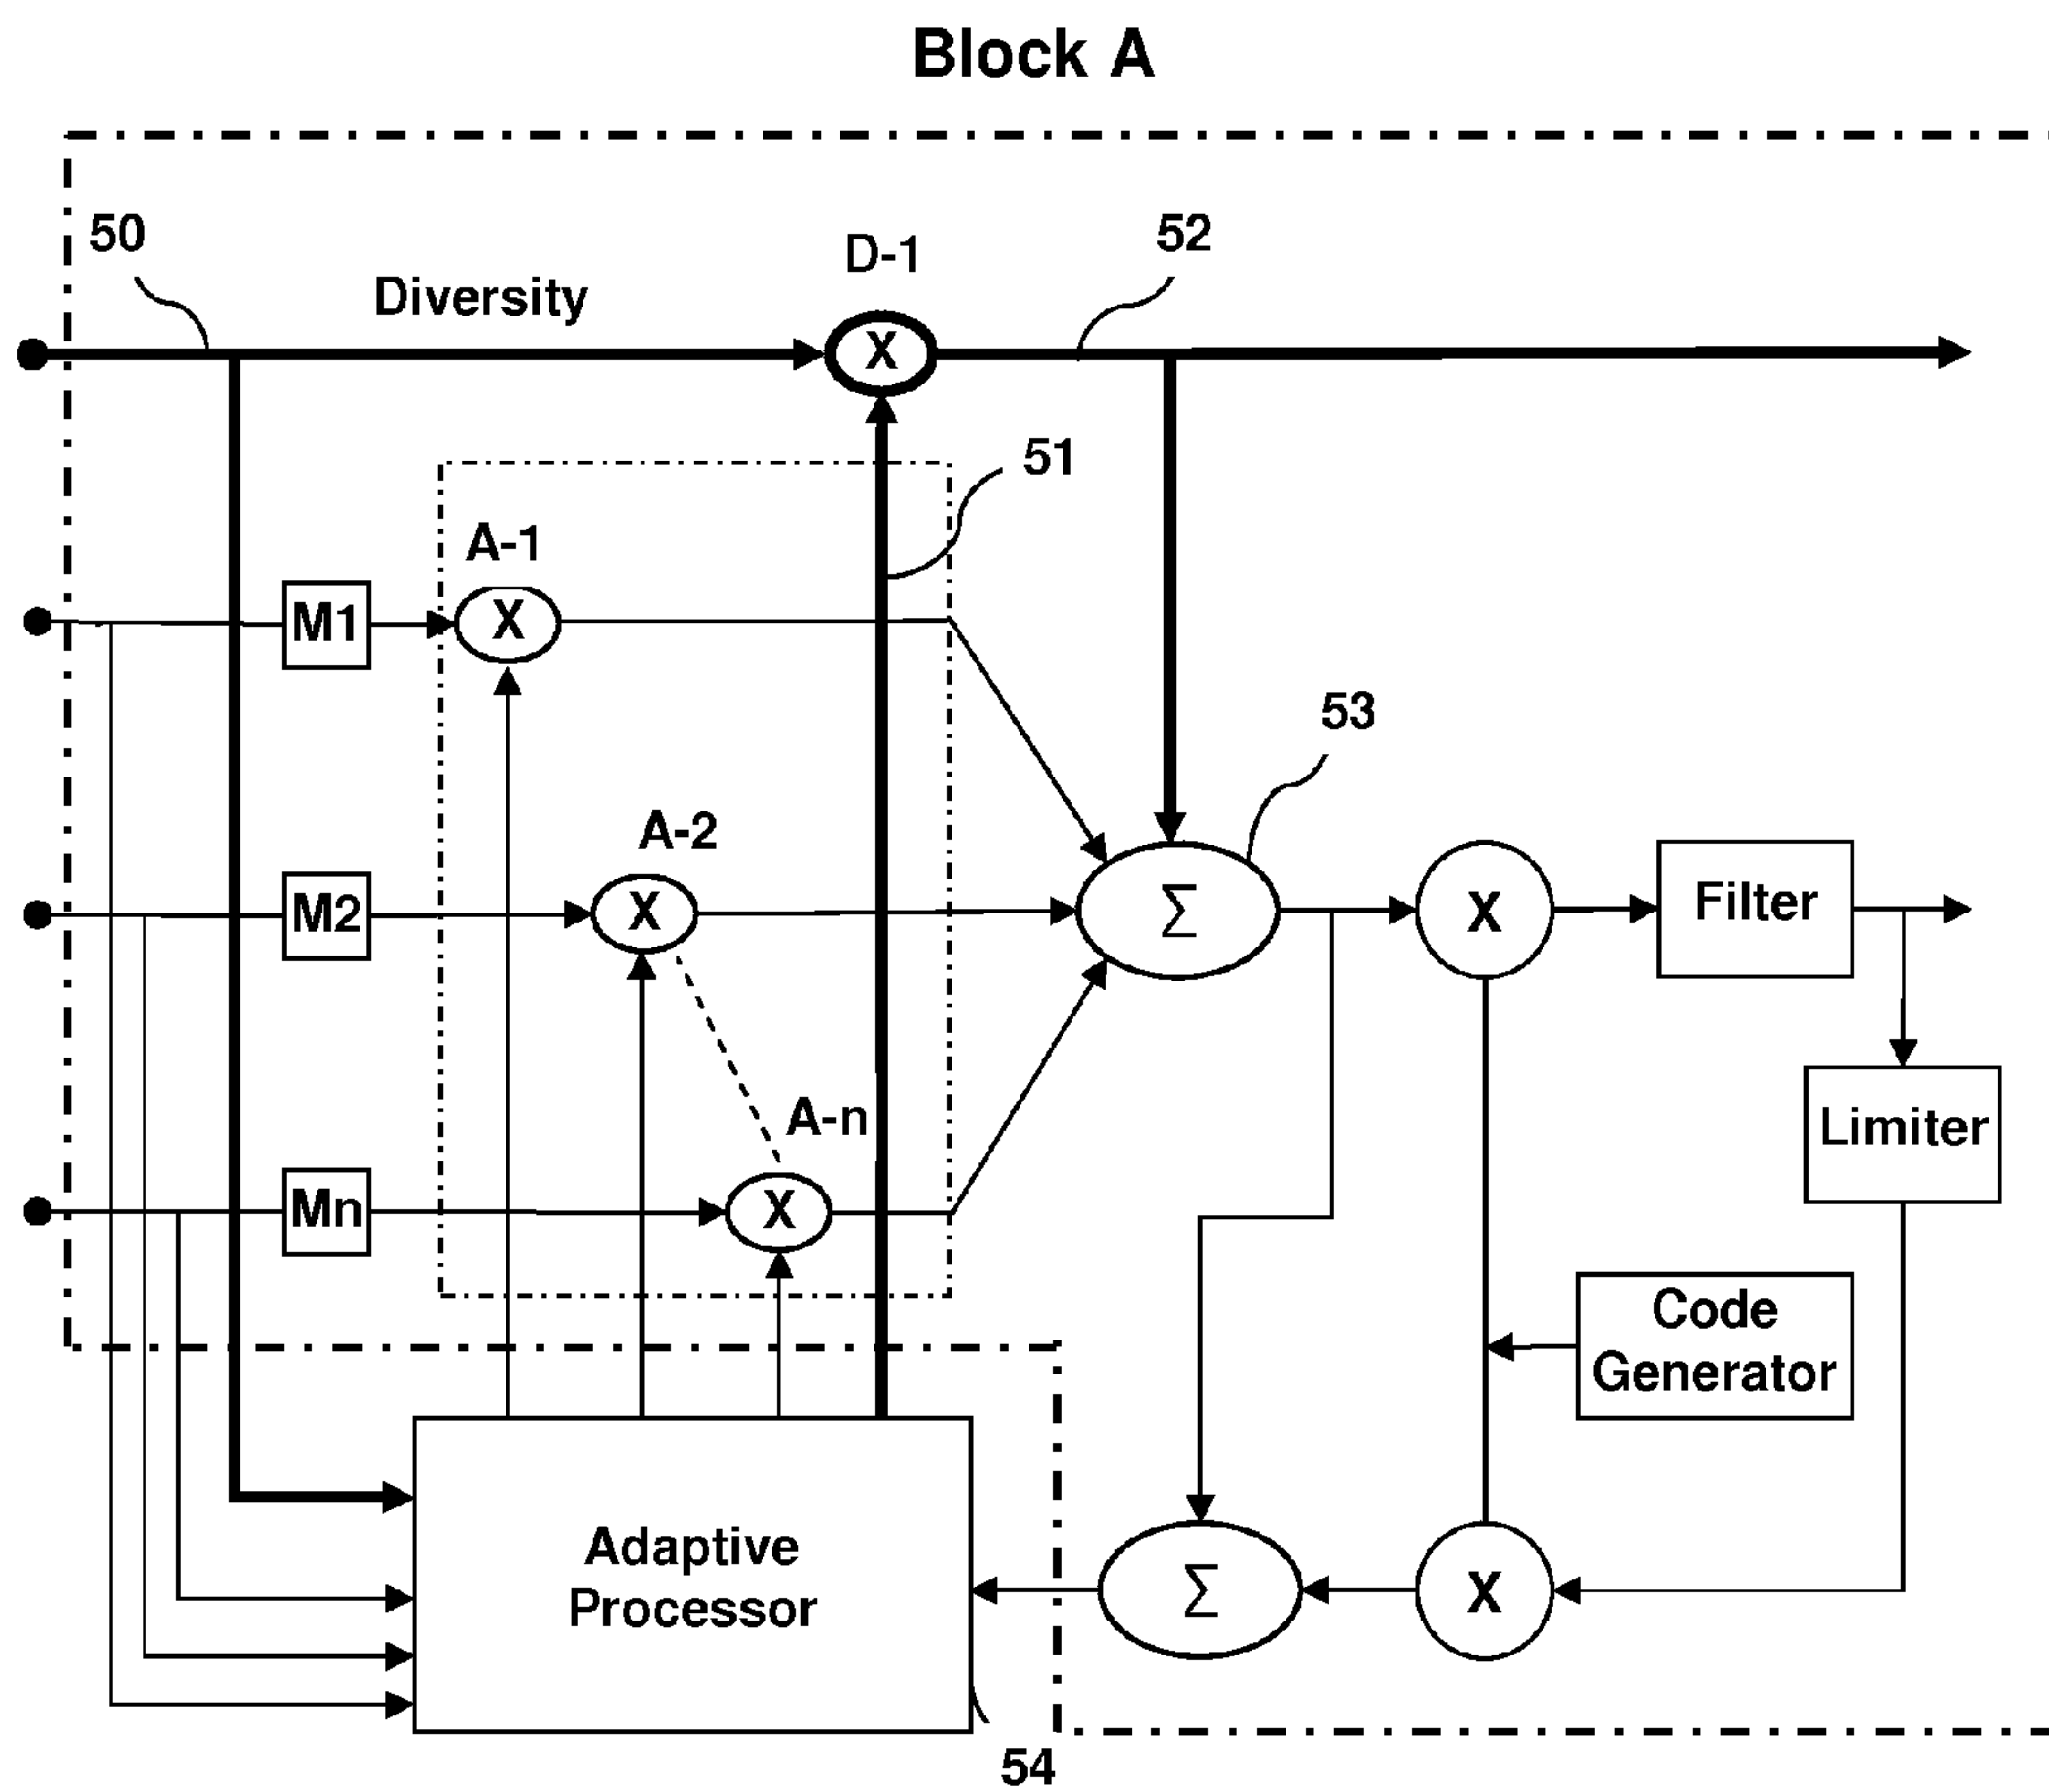 Block A
50
Diversity
D-1
52
X
51
A-1
M1
X
53
A-2
M2
X
Σ
X
Filter
Limiter
A-n
Mn
X
Code
Generator
Adaptive
Processor
Σ
X
54